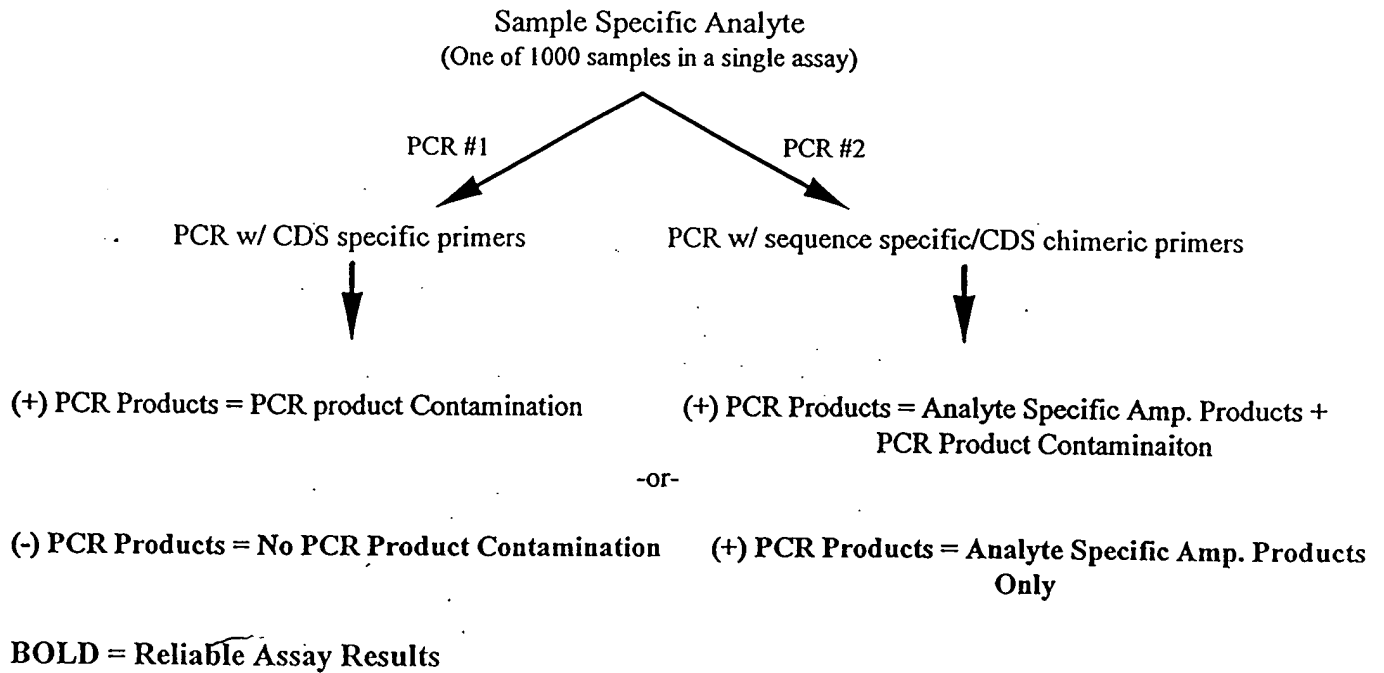 Sample Specific Analyte
(One of 1000 samples in a single assay)
PCR #1
PCR #2
PCR w/ CDS specific primers
PCR w/ sequence specific/CDS chimeric primers
(+) PCR Products = PCR product Contamination
(+) PCR Products = Analyte Specific Amp. Products +
PCR Product Contaminaiton
-or-
(-) PCR Products = No PCR Product Contamination
(+) PCR Products = Analyte Specific Amp. Products
Only
BOLD = Reliable Assay Results